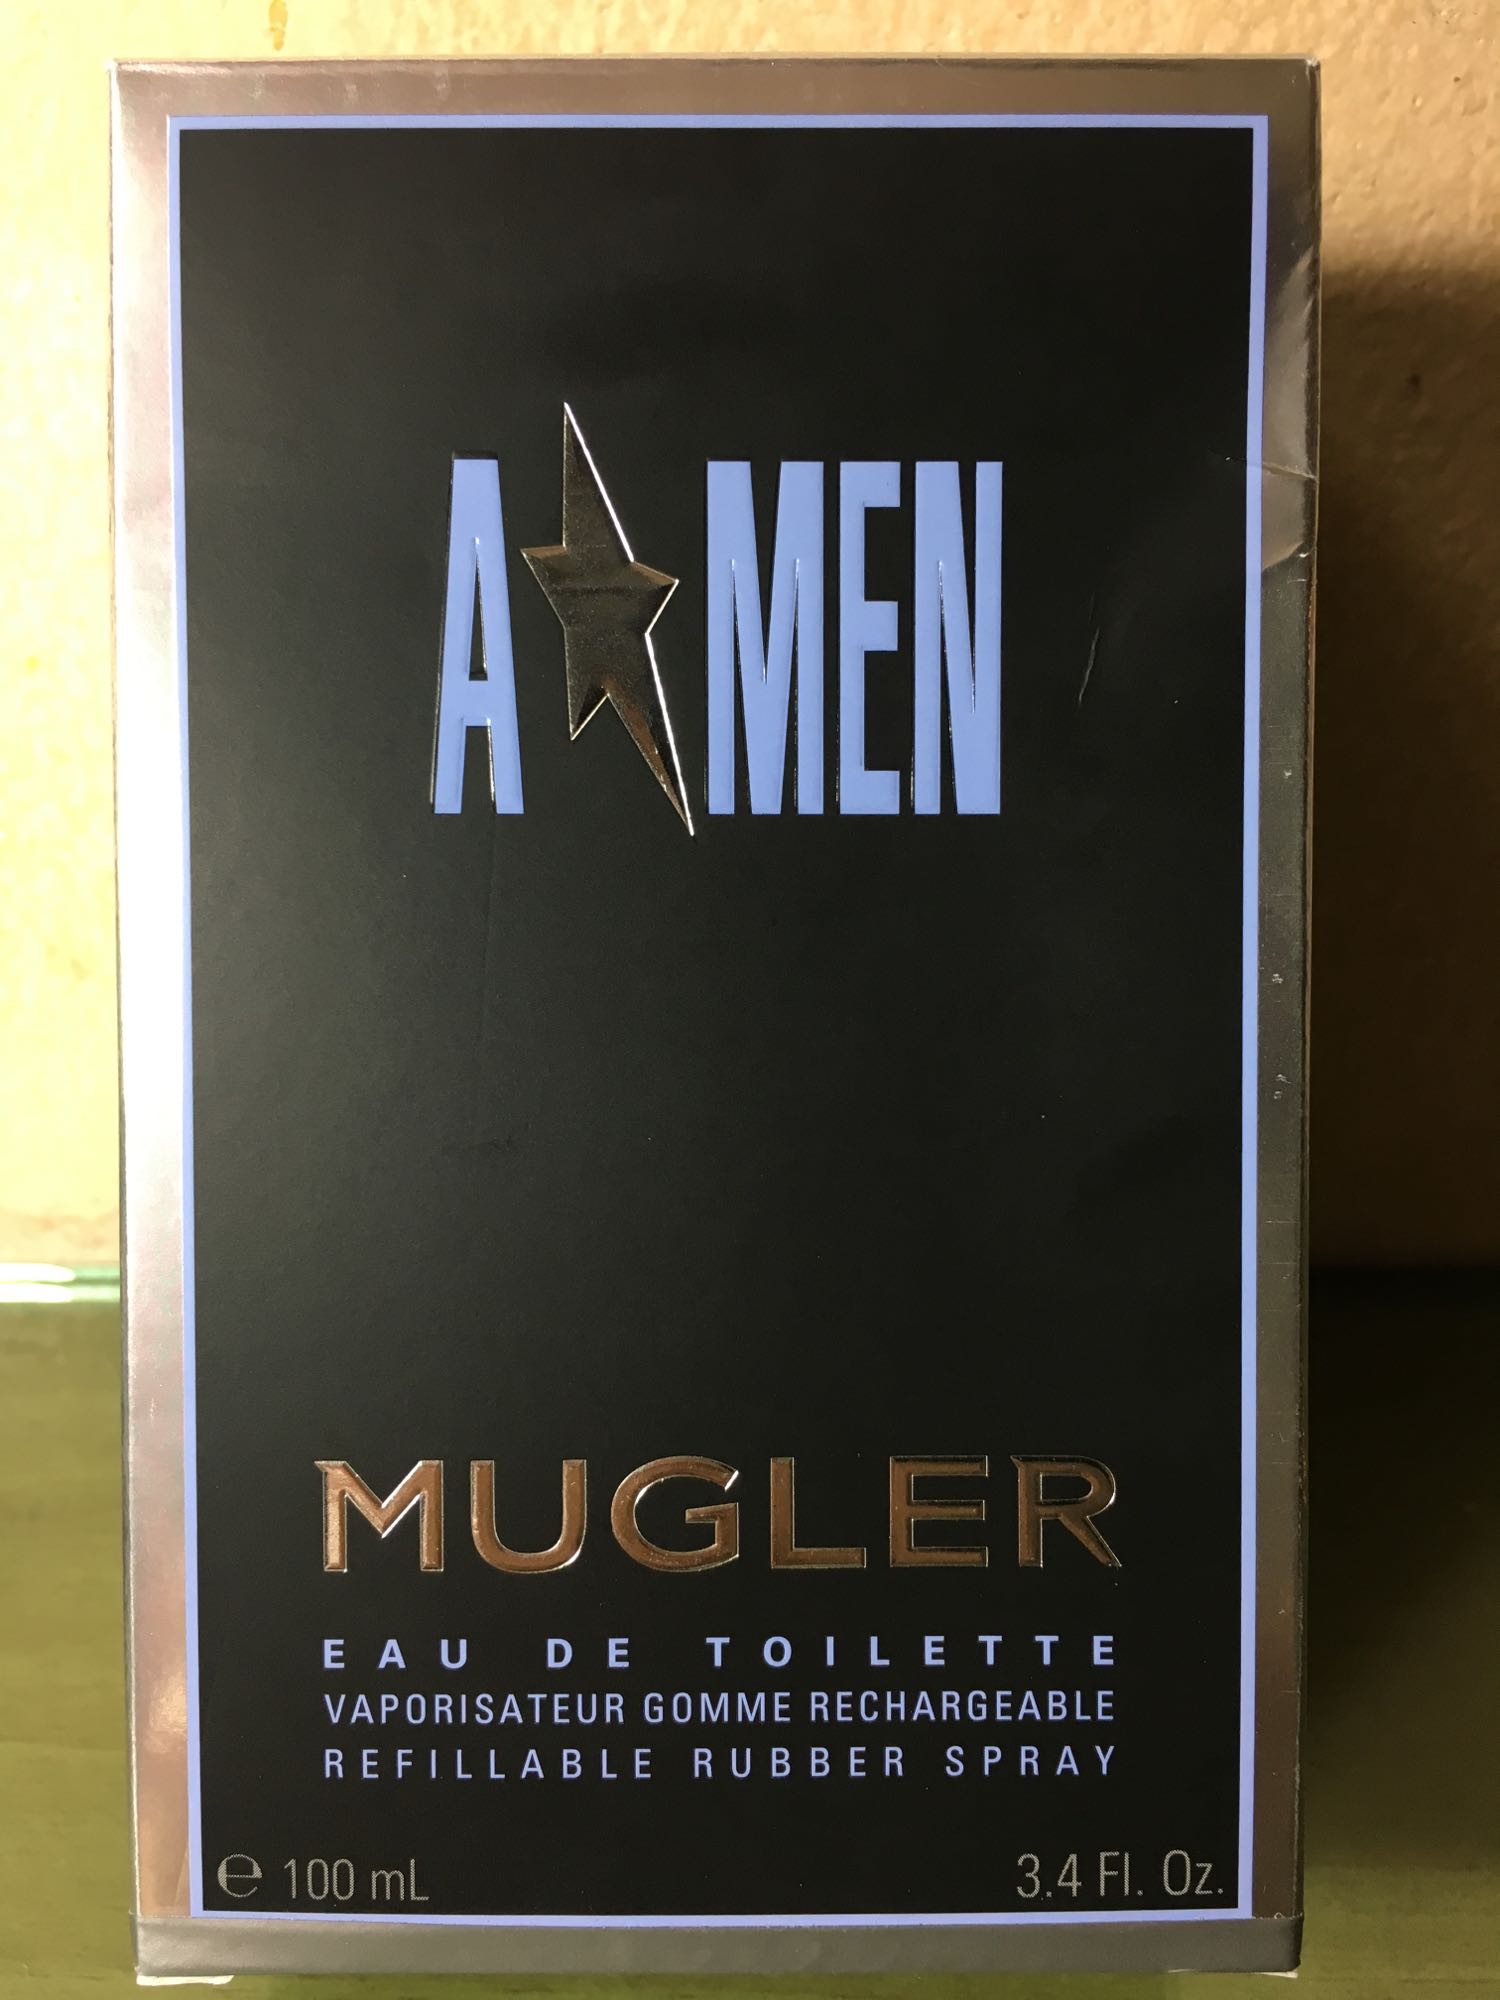 A MEN
MUGLER
EAU DE TOILETTE
VAPORISATEUR GOMME RECHARGEABLE
REFILLABLE RUBBER SPRAY
℮ 100 mL 3.4 Fl. Oz.